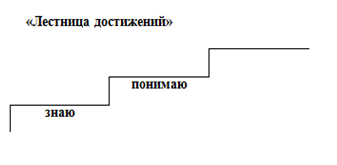 «Лестница достижений»
понимаю
знаю